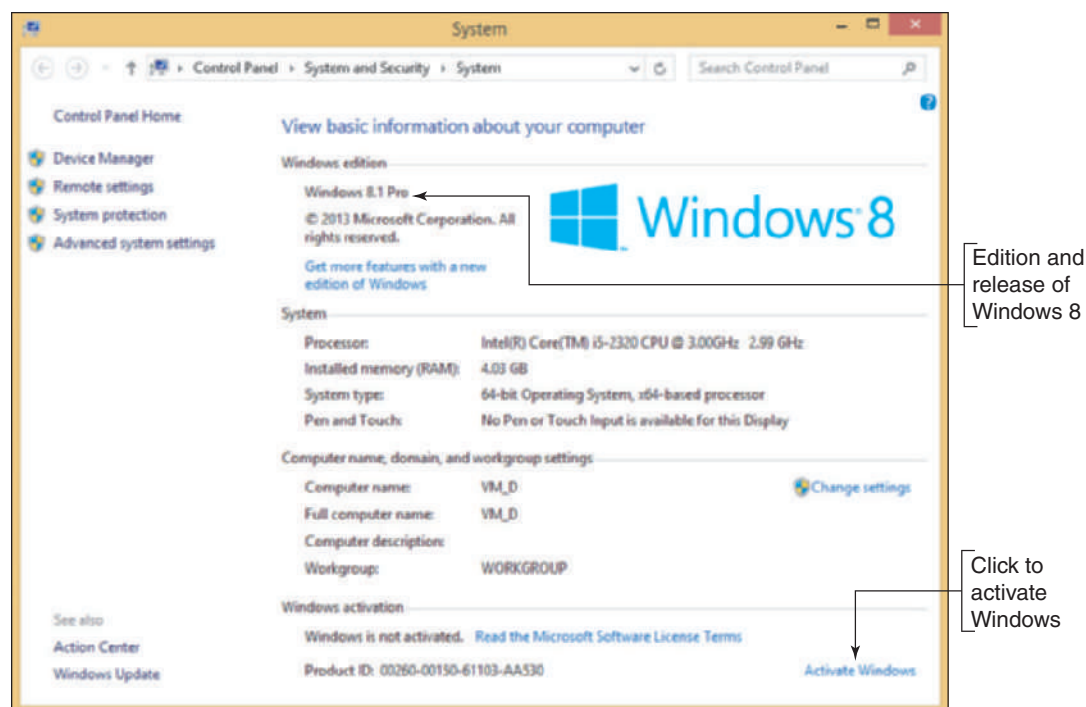 System
Control Panel System and Security System
Search Control Panel
Control Panel Home
Device Manager
Remote settings
System protection
Advanced system settings
View basic information about your computer
Windows edition
Windows 8.1 Pro
© 2013 Microsoft Corporation. All
rights reserved.
Get more features with a new
edition of Windows
Windows 8
System
Processor: Intel(R) Core(TM) i5-2320 CPU @ 3.00GHz 2.99 GHz
Installed memory (RAM): 4.03 GB
System type: 64-bit Operating System, x64-based processor
Pen and Touch: No Pen or Touch Input is available for this Display
Computer name, domain, and workgroup settings
Computer name: VM_D
Change settings
Full computer name: VM_D
Computer description:
Workgroup: WORKGROUP
Windows activation
Windows is not activated. Read the Microsoft Software License Terms
Product ID: 00260-00150-61103-AA530
Activate Windows
See also
Action Center
Windows Update
Edition and
release of
Windows 8
Click to
activate
Windows